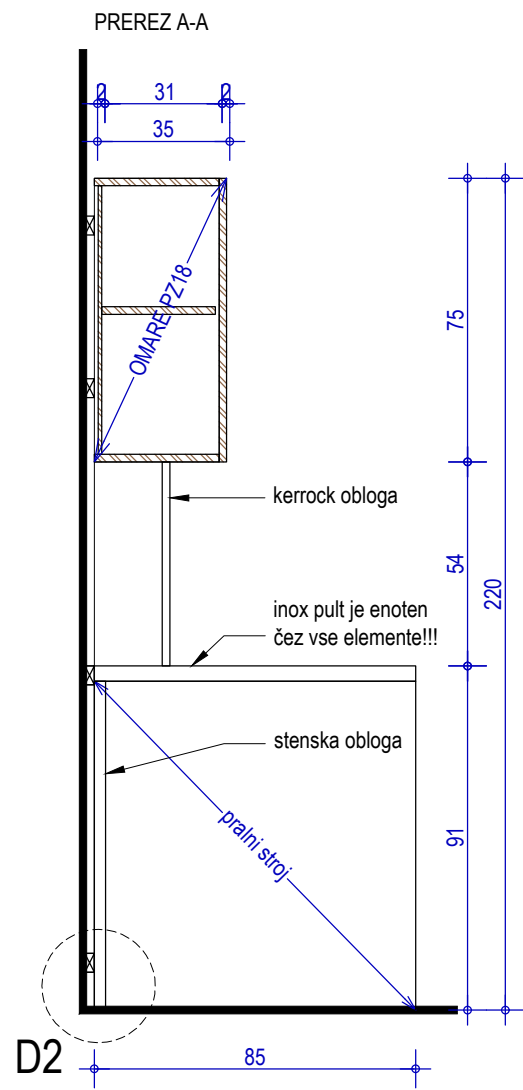 PREREZ A-A
2
31
2
35
OMARE PZ18
75
kerrock obloga
54
220
inox pult je enoten
čez vse elemente!!!
stenska obloga
pralni stroj
91
D2
85